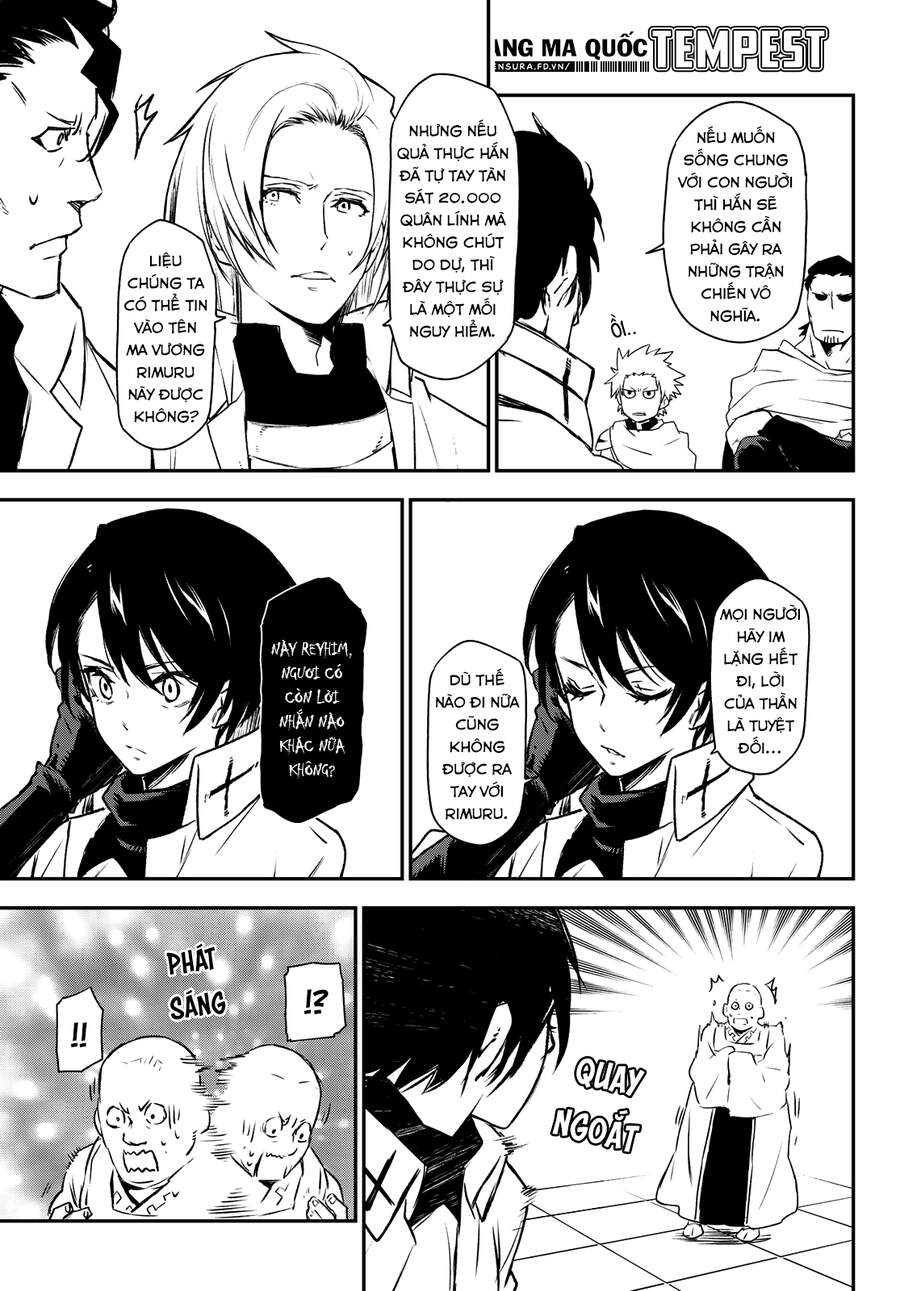 ANG MA QUỐC
TEMPEST
ENSURA.FD.VN/
NẾU MUỐN
SỐNG CHUNG
VỚI CON NGƯỜI
THÌ HẮN SẼ
KHÔNG CẦN
PHẢI GÂY RA
NHỮNG TRẬN
CHIẾN VÔ
NGHĨA.
ỒI..
NHƯNG NẾU
QUẢ THỰC HẮN
ĐÃ TỰ TAY TÀN
SÁT 20.000
QUÂN LÍNH MÀ
KHÔNG CHÚT
DO DỰ, THÌ
ĐÂY THỰC SỰ
LÀ MỘT MỐI
NGUY HIỂM.
LIỆU
CHÚNG TA
CÓ THỂ TIN
VÀO TÊN
MA VƯƠNG
RIMURU
NÀY ĐƯỢC
KHÔNG?
MỌI NGƯỜI
HÃY IM
LẶNG HẾT
ĐI, LỜI
CỦA THẦN
LÀ TUYỆT
ĐỐI...
DÙ THẾ
NÀO ĐI NỮA
CŨNG
KHÔNG
ĐƯỢC RA
TAY VỚI
RIMURU.
NÀY REYHIM,
NGƯƠI CÓ
CÒN LỜI
NHẮN NÀO
KHÁC NỮA
KHÔNG?
QUAY
NGOẮT
!?
PHÁT
SÁNG
!!